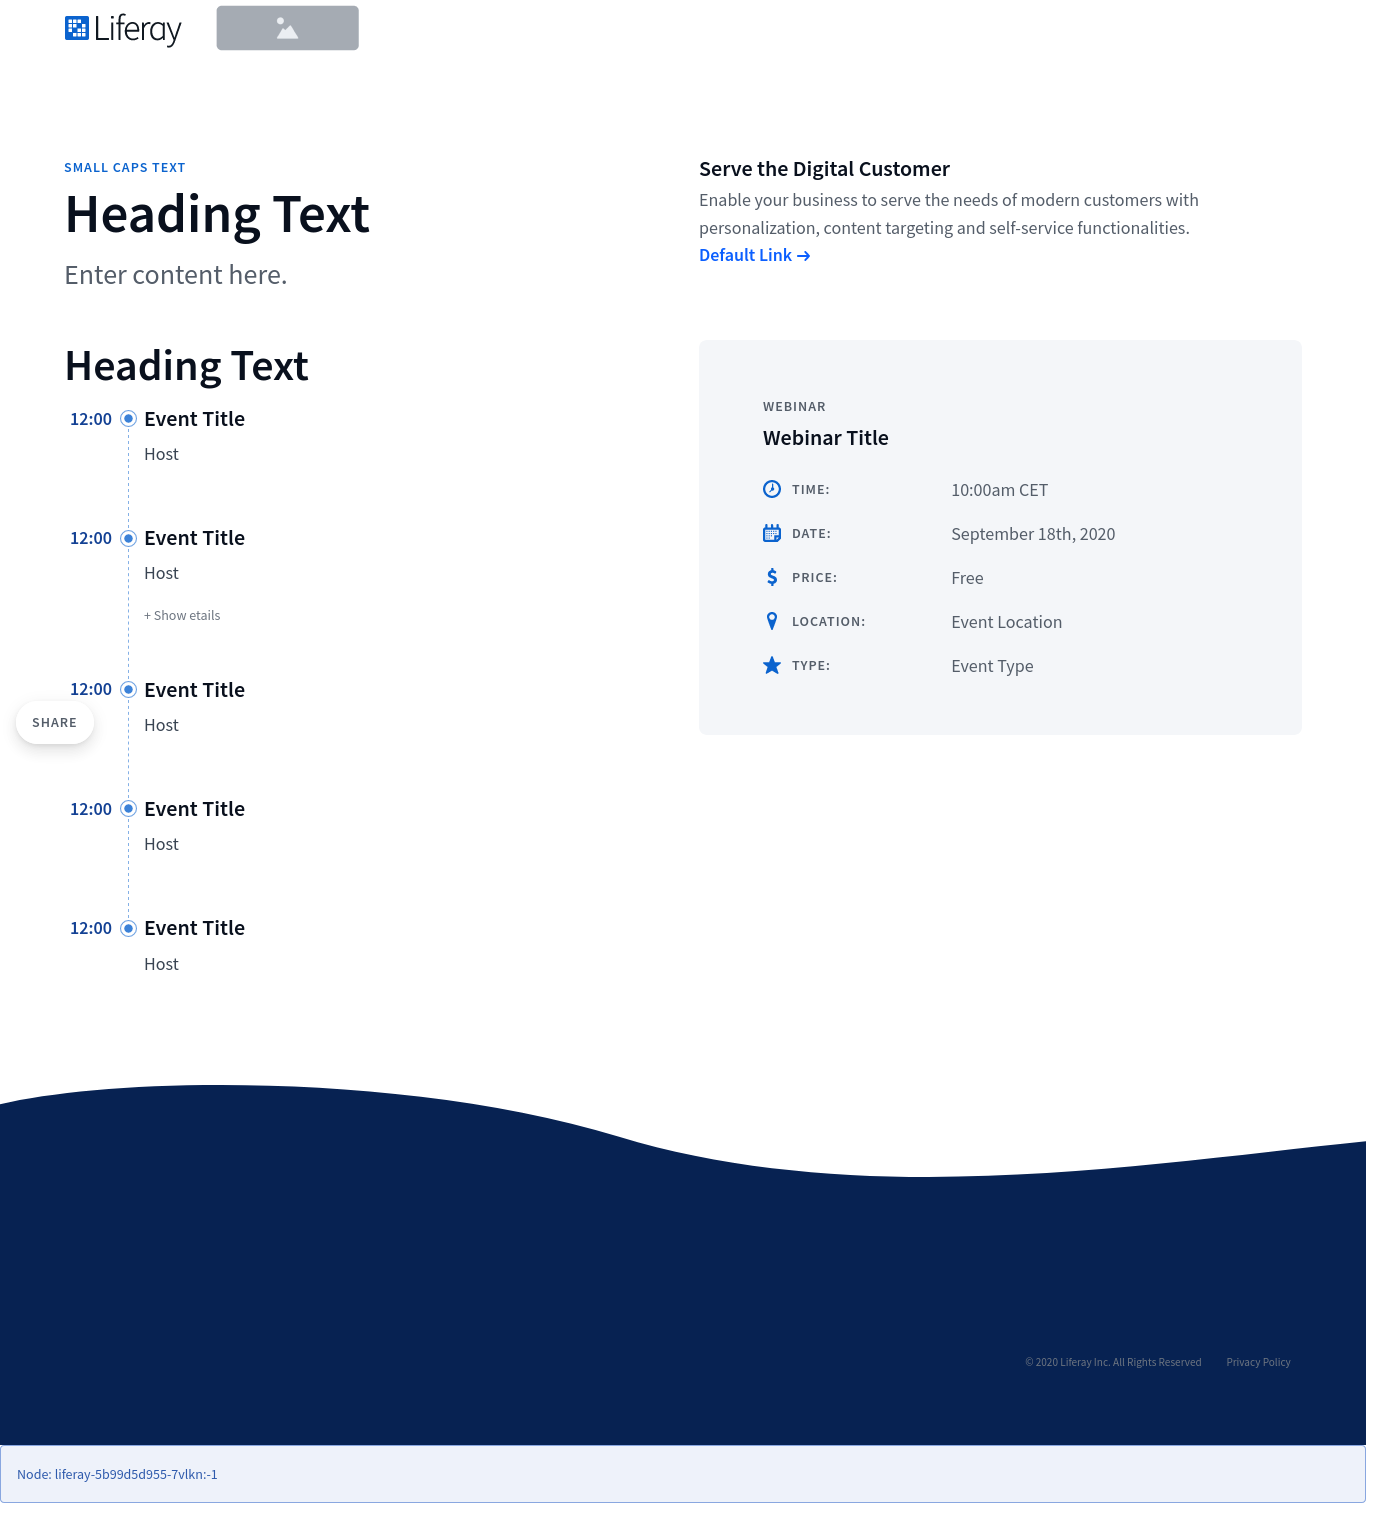 Liferay
SMALL CAPS TEXT
Heading Text
Enter content here.
Serve the Digital Customer
Enable your business to serve the needs of modern customers with
personalization, content targeting and self-service functionalities.
Default Link →
Heading Text
12:00 Event Title
Host
12:00 Event Title
Host
+ Show etails
12:00 Event Title
Host
SHARE
12:00 Event Title
Host
12:00 Event Title
Host
WEBINAR
Webinar Title
TIME: 10:00am CET
DATE: September 18th, 2020
PRICE: Free
LOCATION: Event Location
TYPE: Event Type
© 2020 Liferay Inc. All Rights Reserved Privacy Policy
Node: liferay-5b99d5d955-7vlkn:-1